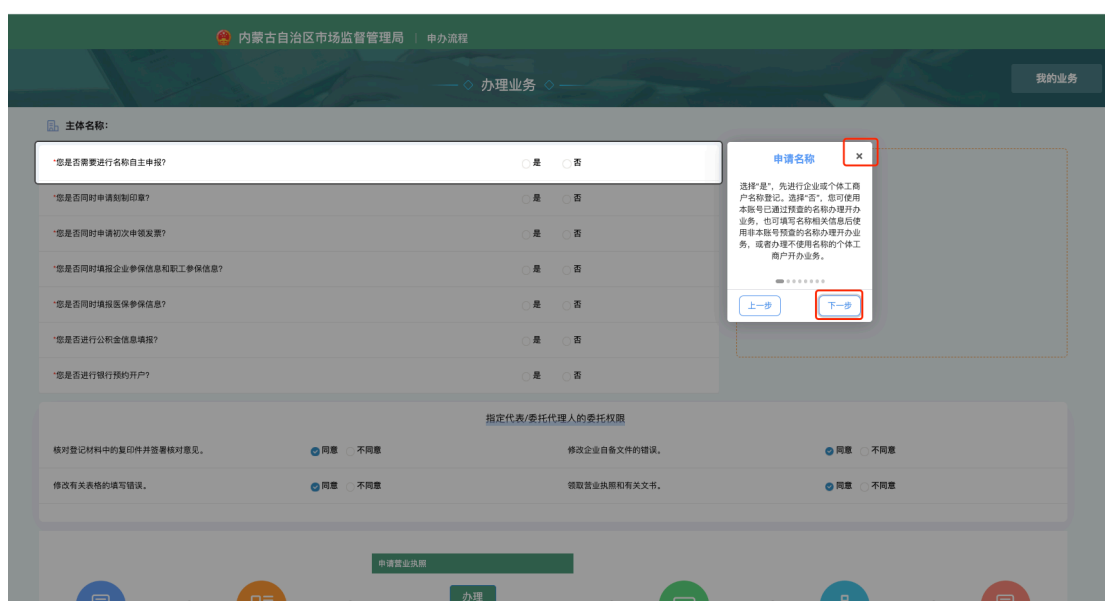 内蒙古自治区市场监督管理局 | 申办流程
办理业务
我的业务
主体名称：
*您是否需要进行名称自主申报? 是 否
*您是否同时申请刻制印章? 是 否
*您是否同时申请初次申领发票? 是 否
*您是否同时填报企业参保信息和职工参保信息? 是 否
*您是否同时填报医保参保信息? 是 否
*您是否进行公积金信息填报? 是 否
*您是否进行银行预约开户? 是 否
申请名称 ×
选择“是”，先进行企业或个体工商
户名称登记。选择“否”，您可使用
本账号已通过预查的名称办理开办
业务，也可填写名称相关信息后使
用非本账号预查的名称办理开办业
务，或者办理不使用名称的个体工
商户开办业务。
上一步 下一步
指定代表/委托代理人的委托权限
核对登记材料中的复印件并签署核对意见。 同意 不同意 修改企业自备文件的错误。 同意 不同意
修改有关表格的填写错误。 同意 不同意 领取营业执照和有关文书。 同意 不同意
申请营业执照
办理